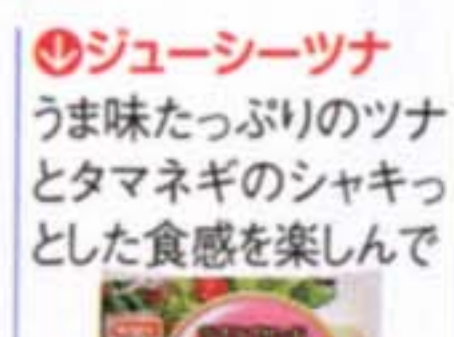 ジューシーツナ
うま味たっぷりのツナ
とタマネギのシャキっ
とした食感を楽しんで